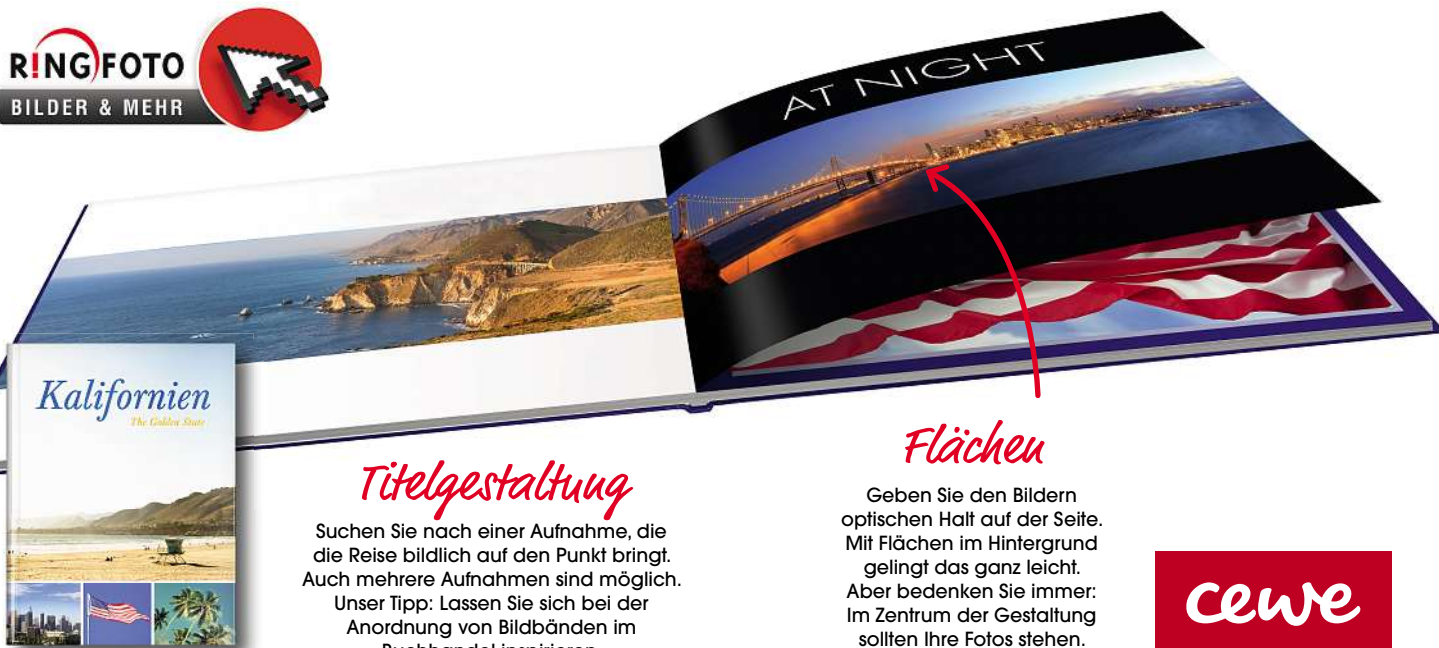 RINGFOTO
BILDER & MEHR
AT NIGHT
Kalifornien
The Golden State
Titelgestaltung
Suchen Sie nach einer Aufnahme, die
die Reise bildlich auf den Punkt bringt.
Auch mehrere Aufnahmen sind möglich.
Unser Tipp: Lassen Sie sich bei der
Anordnung von Bildbänden im
Buchhandel inspirieren
Flächen
Geben Sie den Bildern
optischen Halt auf der Seite.
Mit Flächen im Hintergrund
gelingt das ganz leicht.
Aber bedenken Sie immer:
Im Zentrum der Gestaltung
sollten Ihre Fotos stehen.
cewe